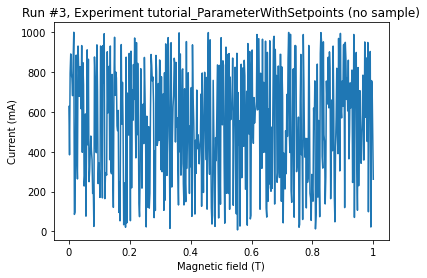 Run #3, Experiment tutorial_ParameterWithSetpoints (no sample)
1000
800
600
400
200
0
Current (mA)
0 0.2 0.4 0.6 0.8 1
Magnetic field (T)